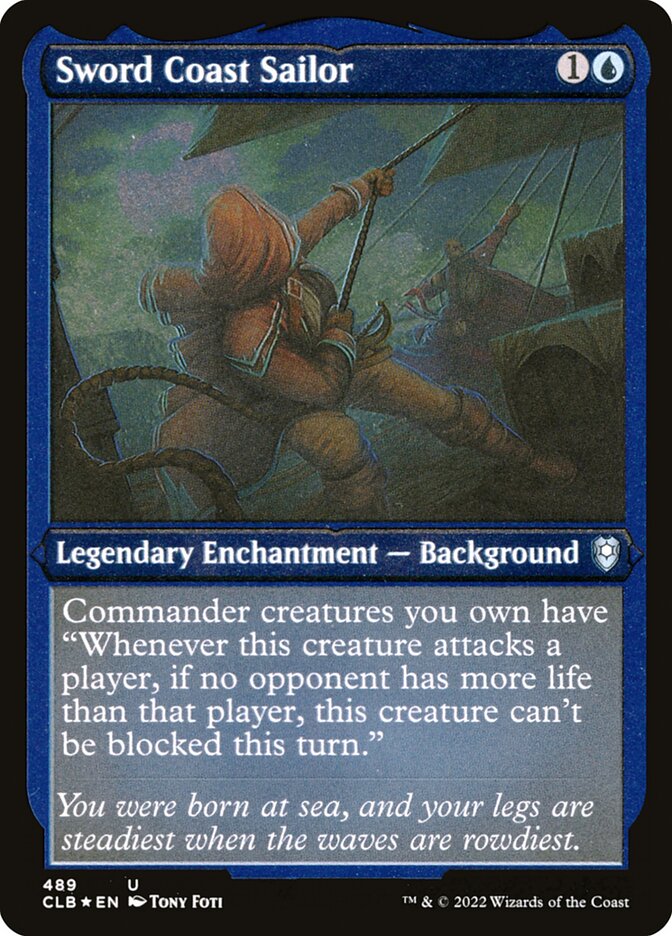 Sword Coast Sailor 1
Legendary Enchantment — Background
Commander creatures you own have
“Whenever this creature attacks a
player, if no opponent has more life
than that player, this creature can’t
be blocked this turn.”
You were born at sea, and your legs are
steadiest when the waves are rowdiest.
489 U
CLB★EN Tony Foti ™ & © 2022 Wizards of the Coast